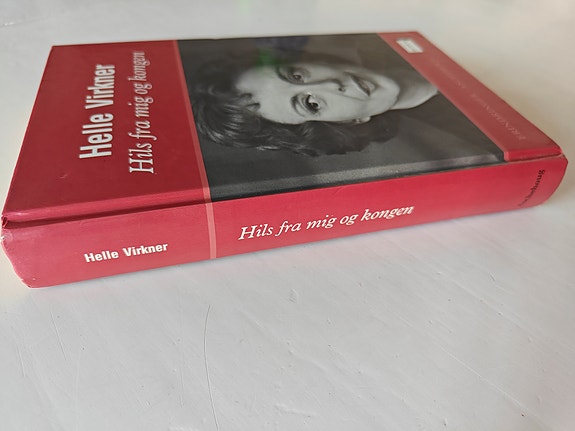 Helle Virkner
Hils fra mig og kongen
Helle Virkner
Hils fra mig og kongen